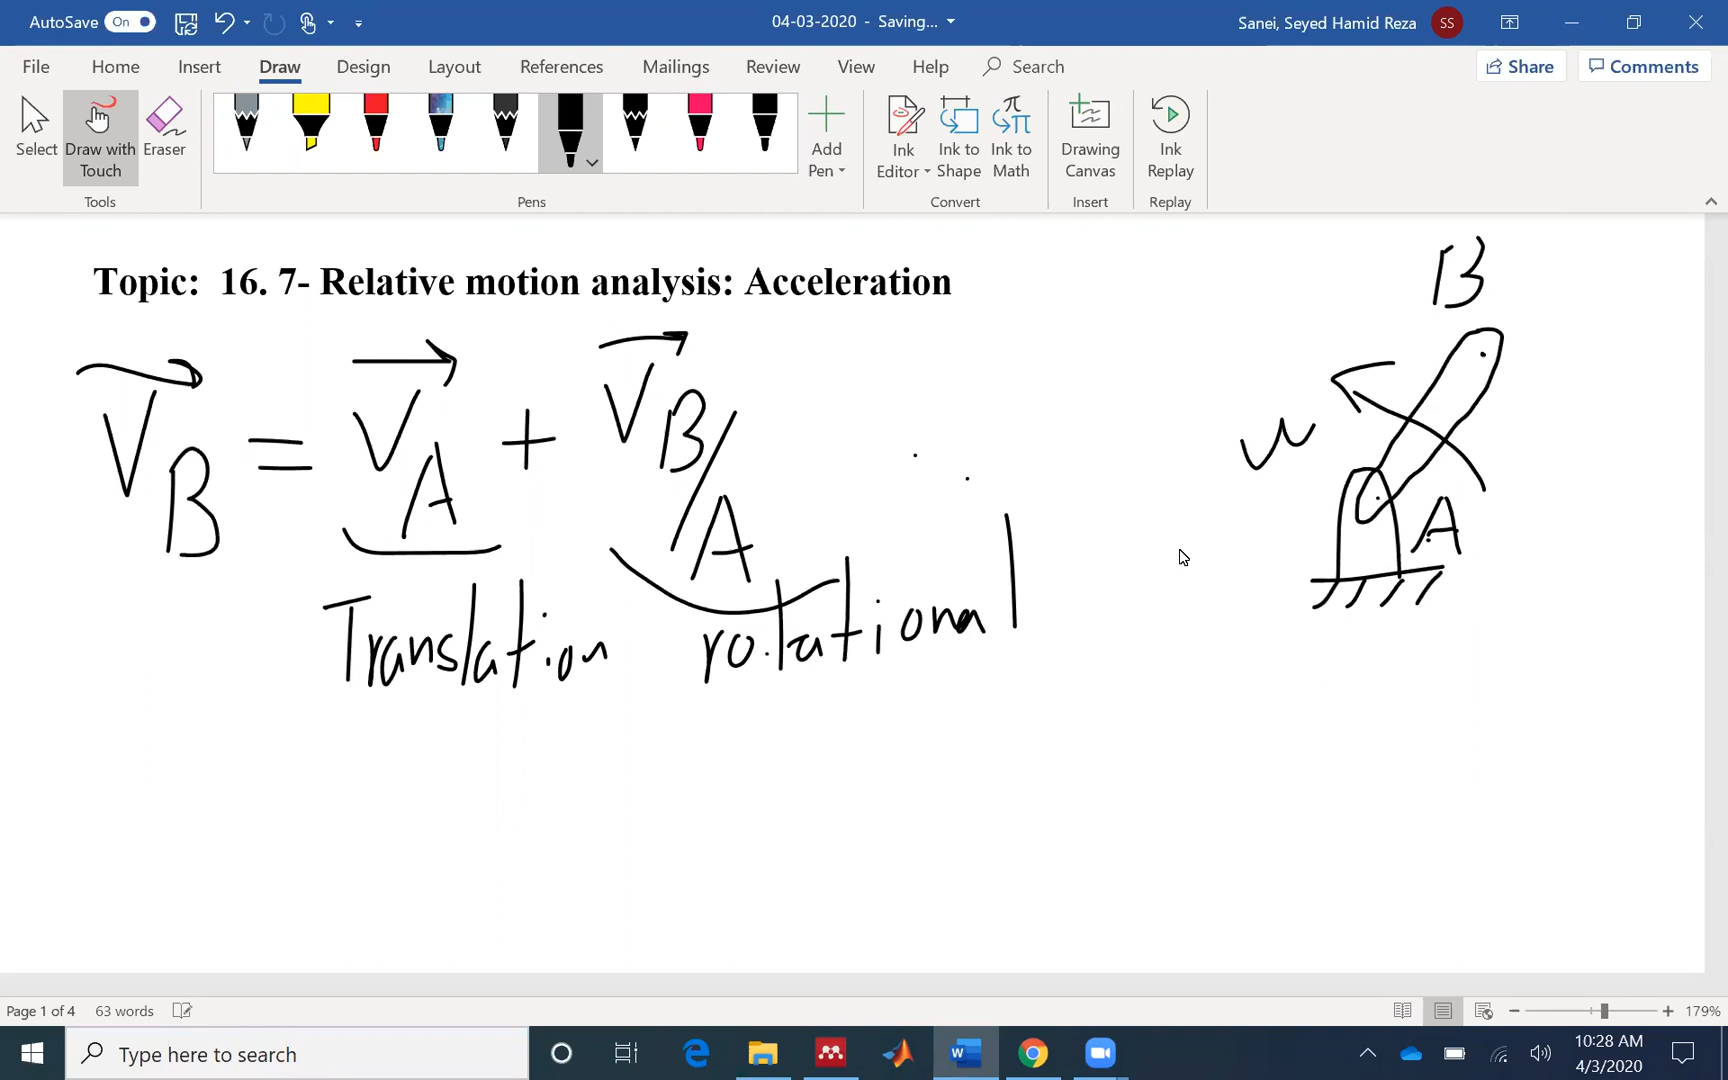 AutoSave On
04-03-2020 - Saving...
Sanei, Seyed Hamid Reza SS
File Home Insert Draw Design Layout References Mailings Review View Help Search Share Comments
Select Draw with Touch Eraser Add Pen Ink Editor Ink to Shape Ink to Math Drawing Canvas Ink Replay
Tools Pens Convert Insert Replay
Topic: 16. 7- Relative motion analysis: Acceleration
B
V⃗_B = V⃗_A + V⃗_B/A
ω
A
Translation rotational
Page 1 of 4 63 words 179%
Type here to search
10:28 AM
4/3/2020